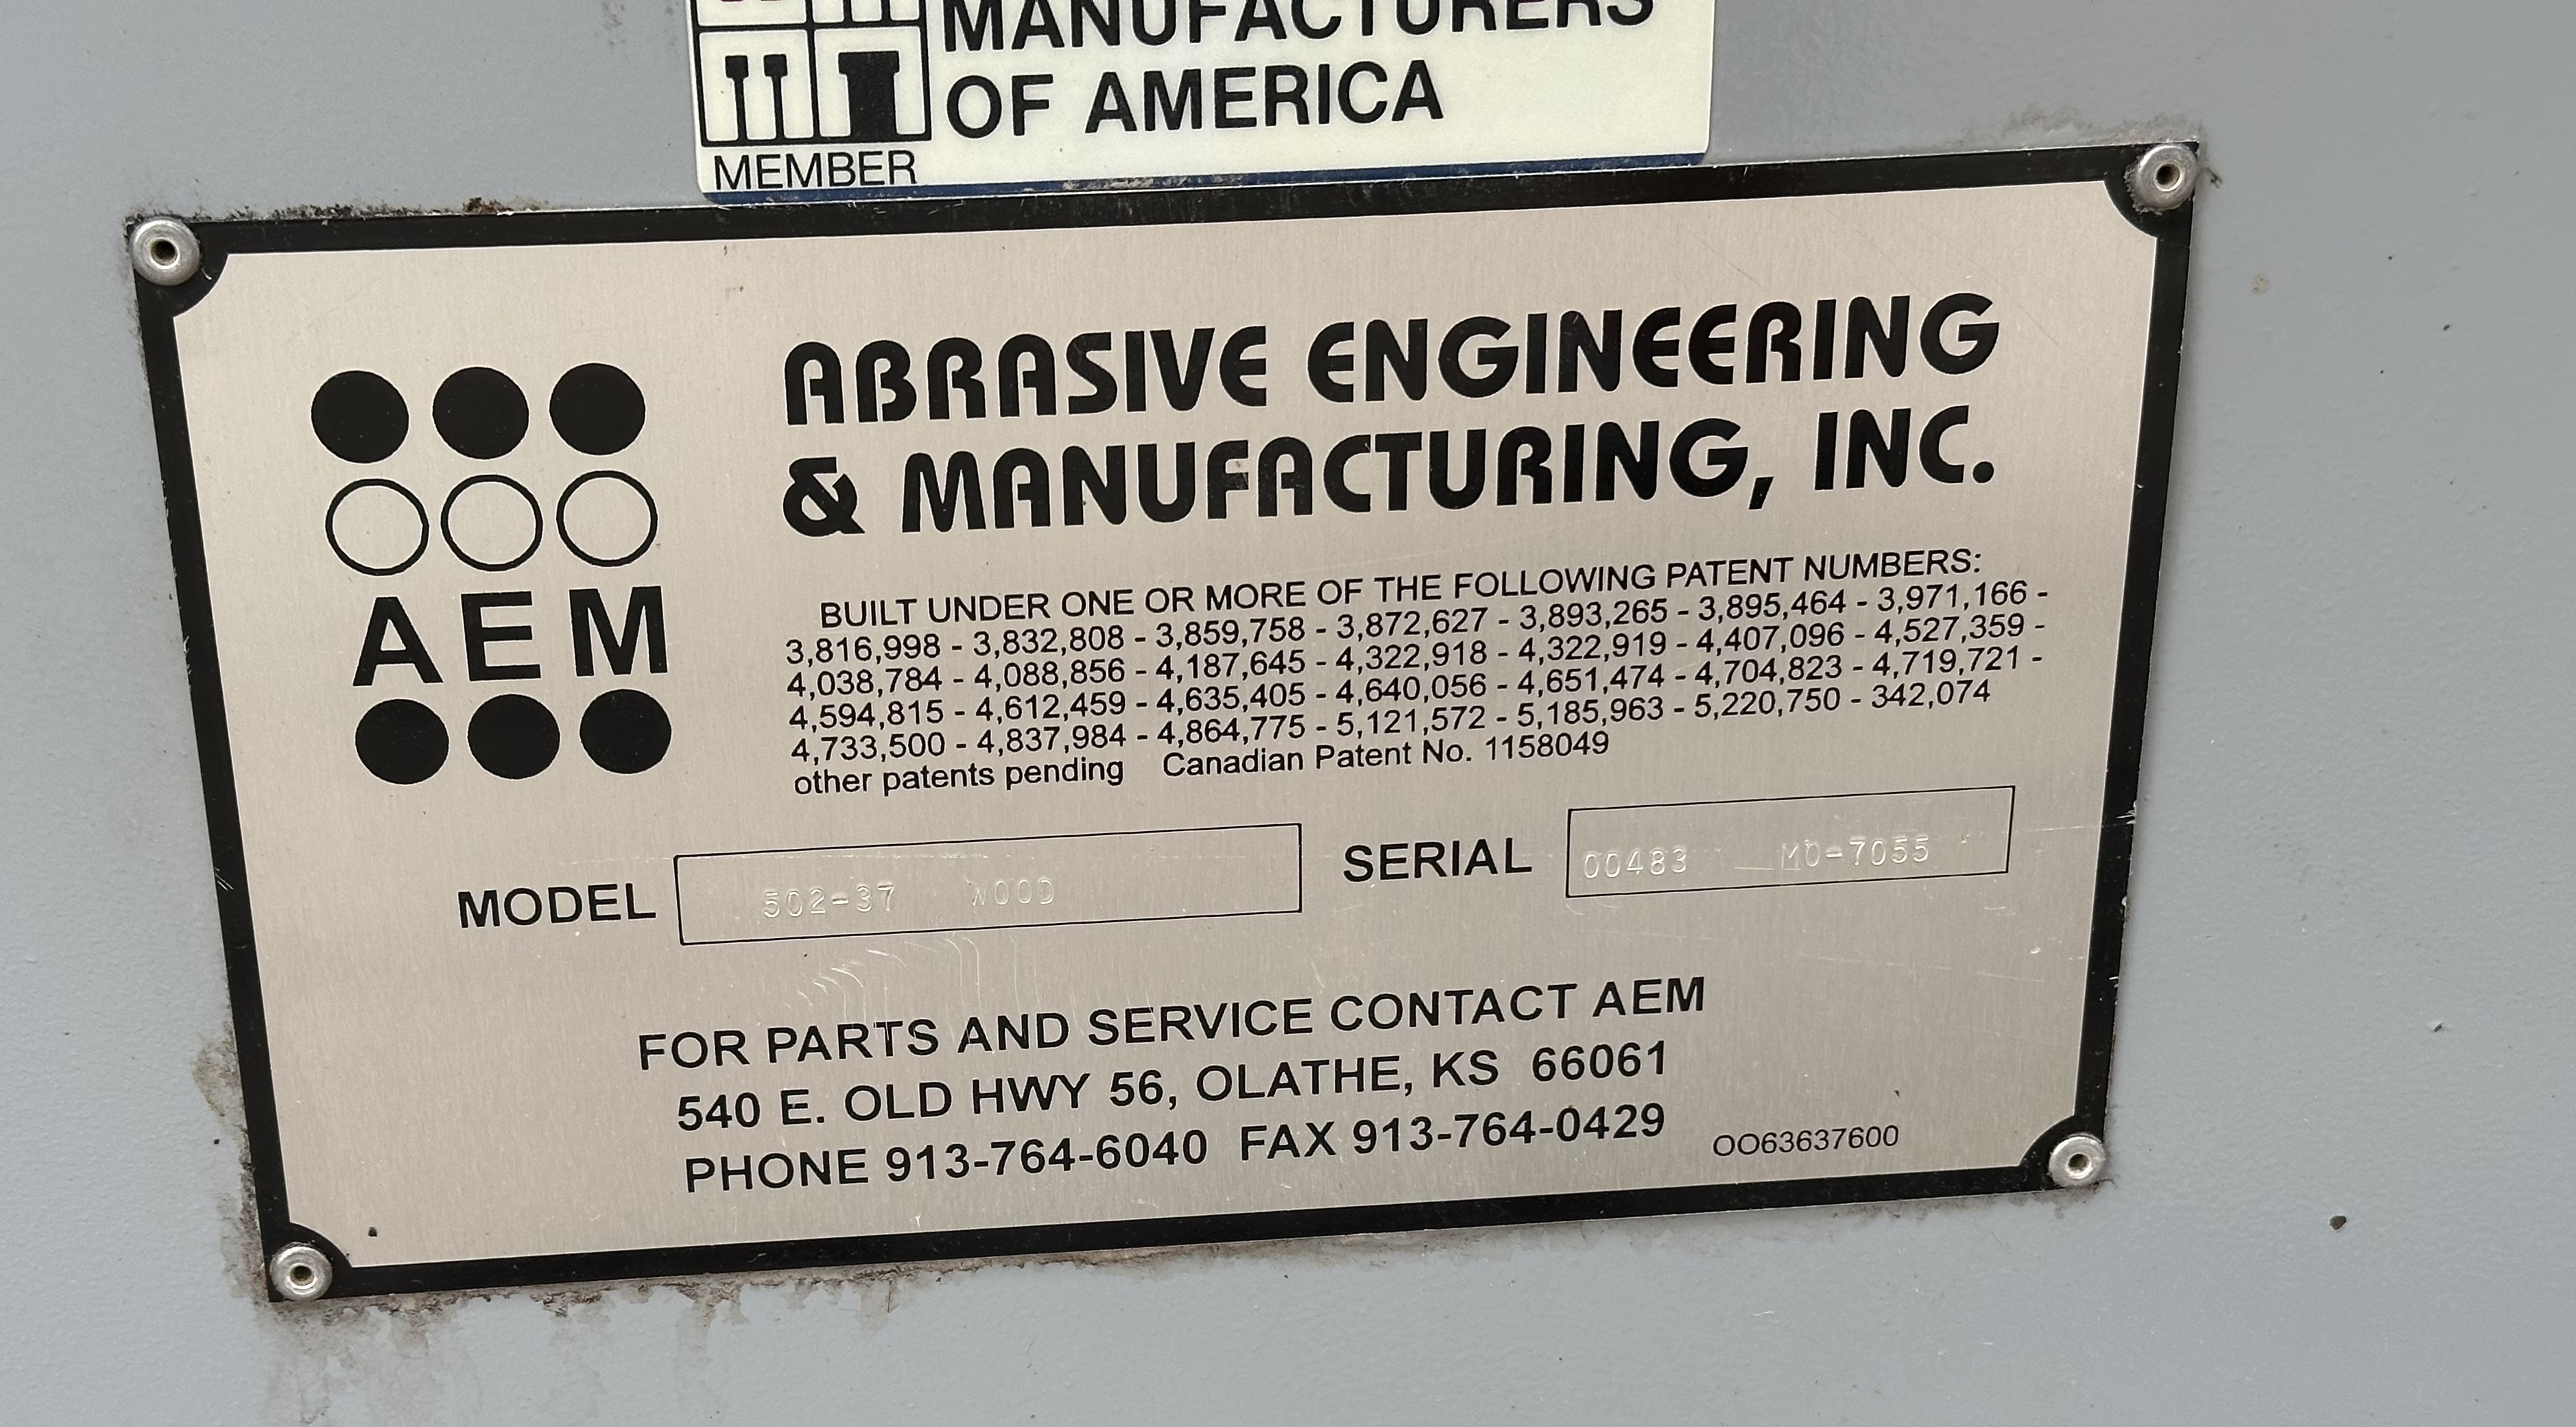 MANUFACTURERS
OF AMERICA
MEMBER
ABRASIVE ENGINEERING
& MANUFACTURING, INC.
AEM
BUILT UNDER ONE OR MORE OF THE FOLLOWING PATENT NUMBERS:
3,816,998 - 3,832,808 - 3,859,758 - 3,872,627 - 3,893,265 - 3,895,464 - 3,971,166 -
4,038,784 - 4,088,856 - 4,187,645 - 4,322,918 - 4,322,919 - 4,407,096 - 4,527,359 -
4,594,815 - 4,612,459 - 4,635,405 - 4,640,056 - 4,651,474 - 4,704,823 - 4,719,721 -
4,733,500 - 4,837,984 - 4,864,775 - 5,121,572 - 5,185,963 - 5,220,750 - 342,074
other patents pending Canadian Patent No. 1158049
MODEL 502-37 WOOD SERIAL 00483 MO-7055
FOR PARTS AND SERVICE CONTACT AEM
540 E. OLD HWY 56, OLATHE, KS 66061
PHONE 913-764-6040 FAX 913-764-0429
OO63637600